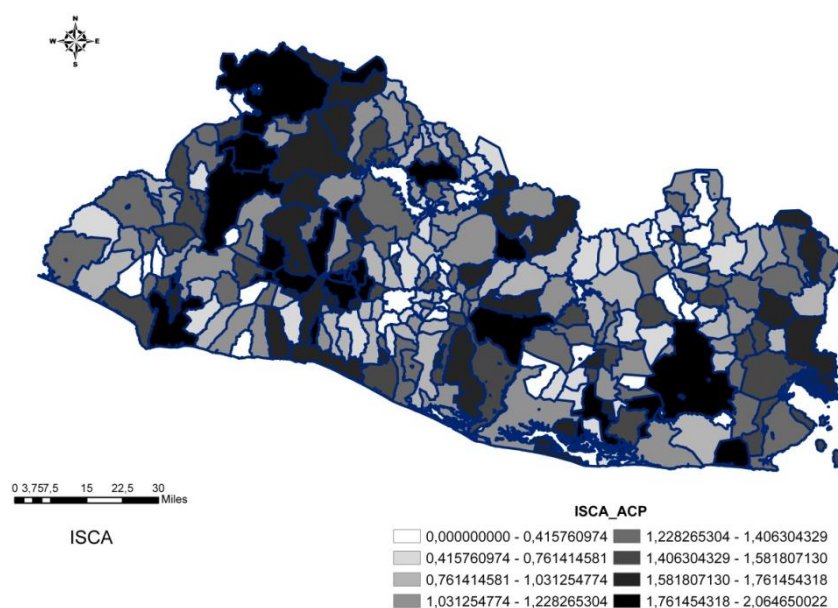 N
W E
S
0 3,75 7,5 15 22,5 30
Miles
ISCA
ISCA_ACP
0,000000000 - 0,415760974 1,228265304 - 1,406304329
0,415760974 - 0,761414581 1,406304329 - 1,581807130
0,761414581 - 1,031254774 1,581807130 - 1,761454318
1,031254774 - 1,228265304 1,761454318 - 2,064650022